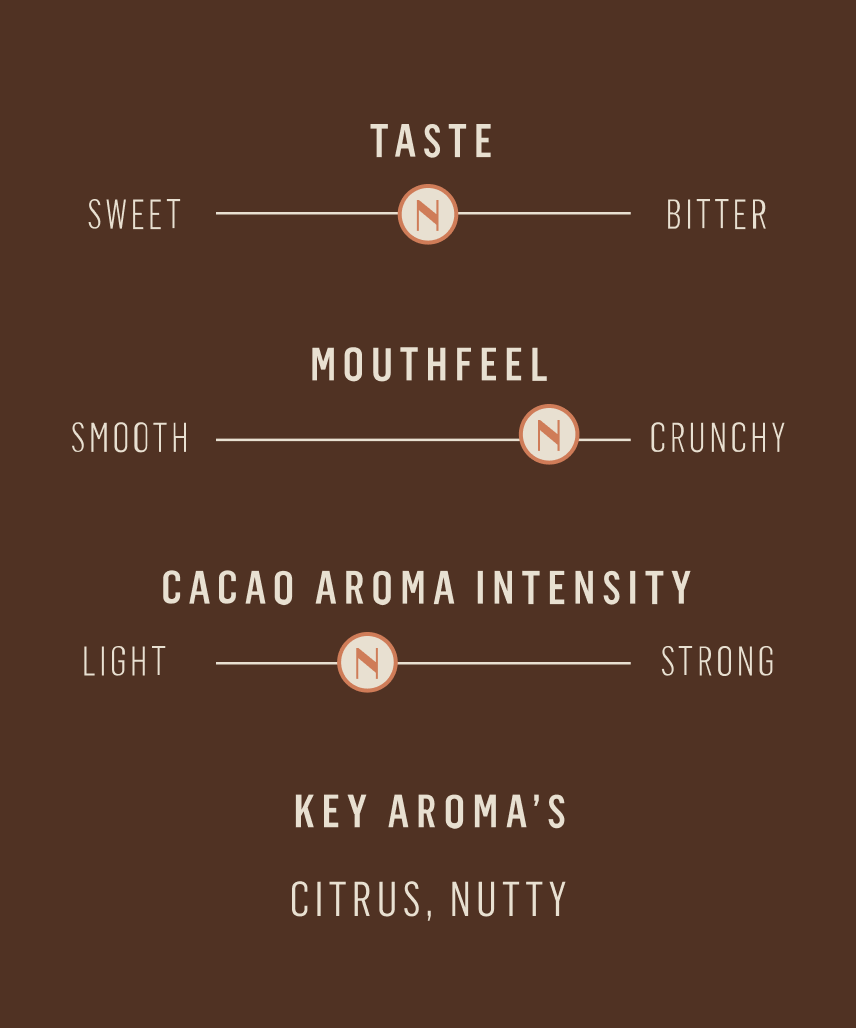 TASTE
SWEET N BITTER
MOUTHFEEL
SMOOTH N CRUNCHY
CACAO AROMA INTENSITY
LIGHT N STRONG
KEY AROMA’S
CITRUS, NUTTY